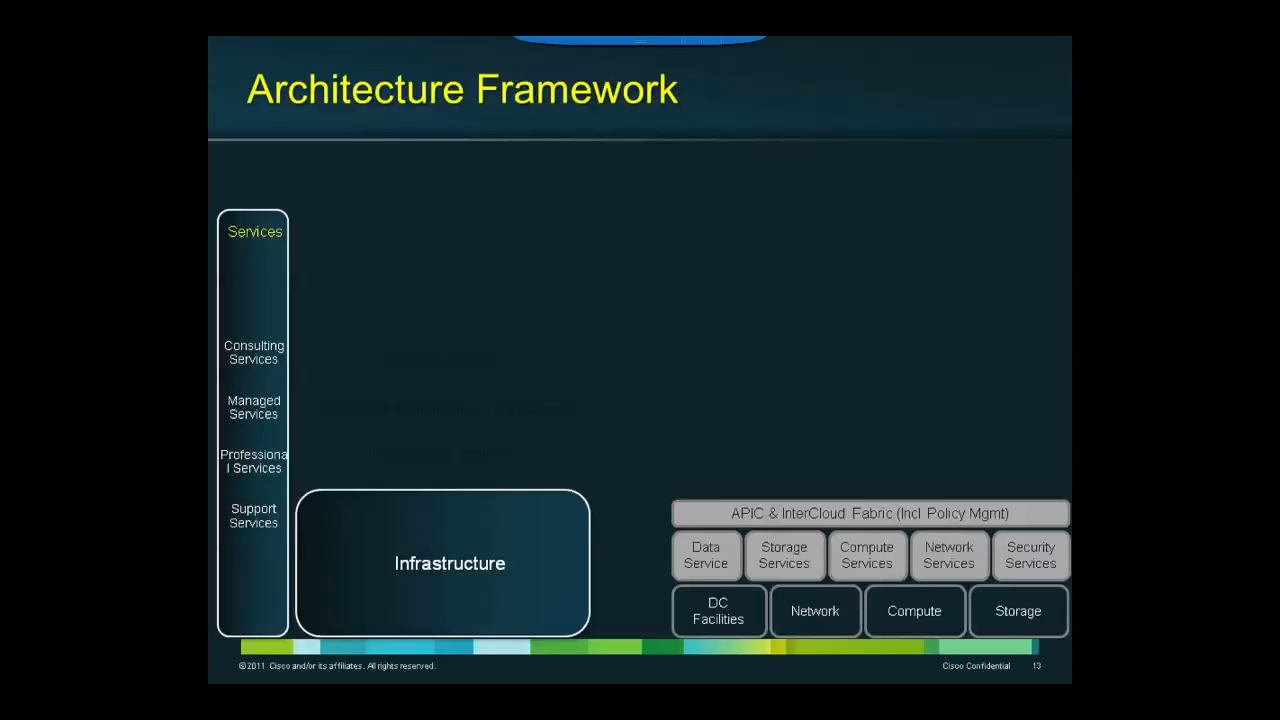 Architecture Framework
Services
Consulting
Services
Managed
Services
Professiona
l Services
Support
Services
Infrastructure
APIC & InterCloud Fabric (Incl Policy Mgmt)
Data
Service
Storage
Services
Compute
Services
Network
Services
Security
Services
DC
Facilities
Network
Compute
Storage
©2011 Cisco and/or its affiliates. All rights reserved.
Cisco Confidential
13